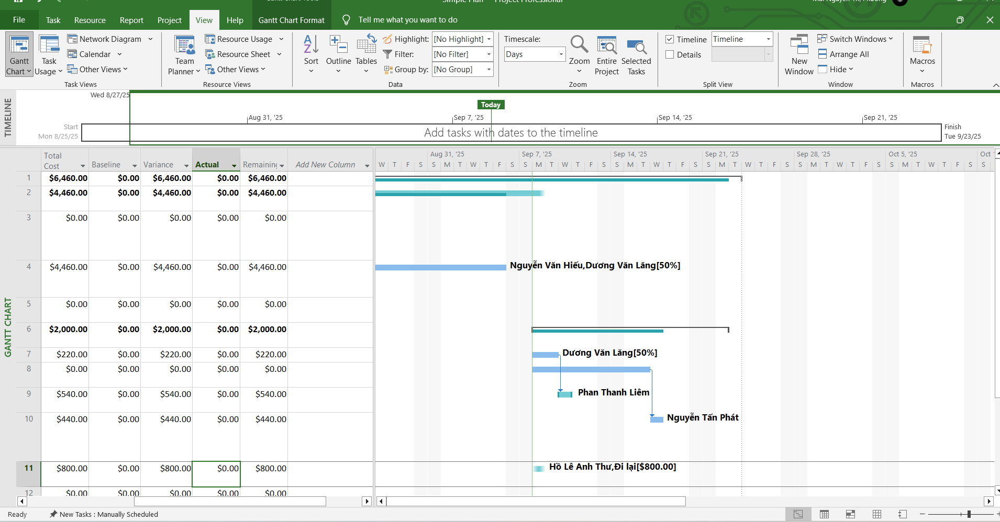 File Task Resource Report Project View Help Gantt Chart Format Tell me what you want to do
Gantt Chart
Task Usage
Network Diagram
Calendar
Other Views
Task Views
Team Planner
Resource Usage
Resource Sheet
Other Views
Resource Views
Sort
Outline
Tables
Highlight: [No Highlight]
Filter: [No Filter]
Group by: [No Group]
Data
Timescale:
Days
Zoom
Entire Project
Selected Tasks
Zoom
Timeline Timeline
Details
Split View
New Window
Switch Windows
Arrange All
Hide
Window
Macros
Macros
TIMELINE
Wed 8/27/25
Today
Aug 31, '25 Sep 7, '25 Sep 14, '25 Sep 21, '25
Start
Mon 8/25/25
Add tasks with dates to the timeline
Finish
Tue 9/23/25
GANTT CHART
Total Cost Baseline Variance Actual Remaining Add New Column
Aug 31, '25 Sep 7, '25 Sep 14, '25 Sep 21, '25 Sep 28, '25 Oct 5, '25 Oct
W T F S S M T W T F S S M T W T F S S M T W T F S S M T W T F S S M T W T F S S M T W T F S S
1 $6,460.00 $0.00 $6,460.00 $0.00 $6,460.00
2 $4,460.00 $0.00 $4,460.00 $0.00 $4,460.00
3 $0.00 $0.00 $0.00 $0.00 $0.00
4 $4,460.00 $0.00 $4,460.00 $0.00 $4,460.00 Nguyễn Văn Hiếu,Dương Văn Lăng[50%]
5 $0.00 $0.00 $0.00 $0.00 $0.00
6 $2,000.00 $0.00 $2,000.00 $0.00 $2,000.00
7 $220.00 $0.00 $220.00 $0.00 $220.00 Dương Văn Lăng[50%]
8 $0.00 $0.00 $0.00 $0.00 $0.00
9 $540.00 $0.00 $540.00 $0.00 $540.00 Phan Thanh Liêm
10 $440.00 $0.00 $440.00 $0.00 $440.00 Nguyễn Tấn Phát
11 $800.00 $0.00 $800.00 $0.00 $800.00 Hồ Lê Anh Thư,Đi lại[$800.00]
12 $0.00 $0.00 $0.00 $0.00 $0.00
Ready New Tasks : Manually Scheduled